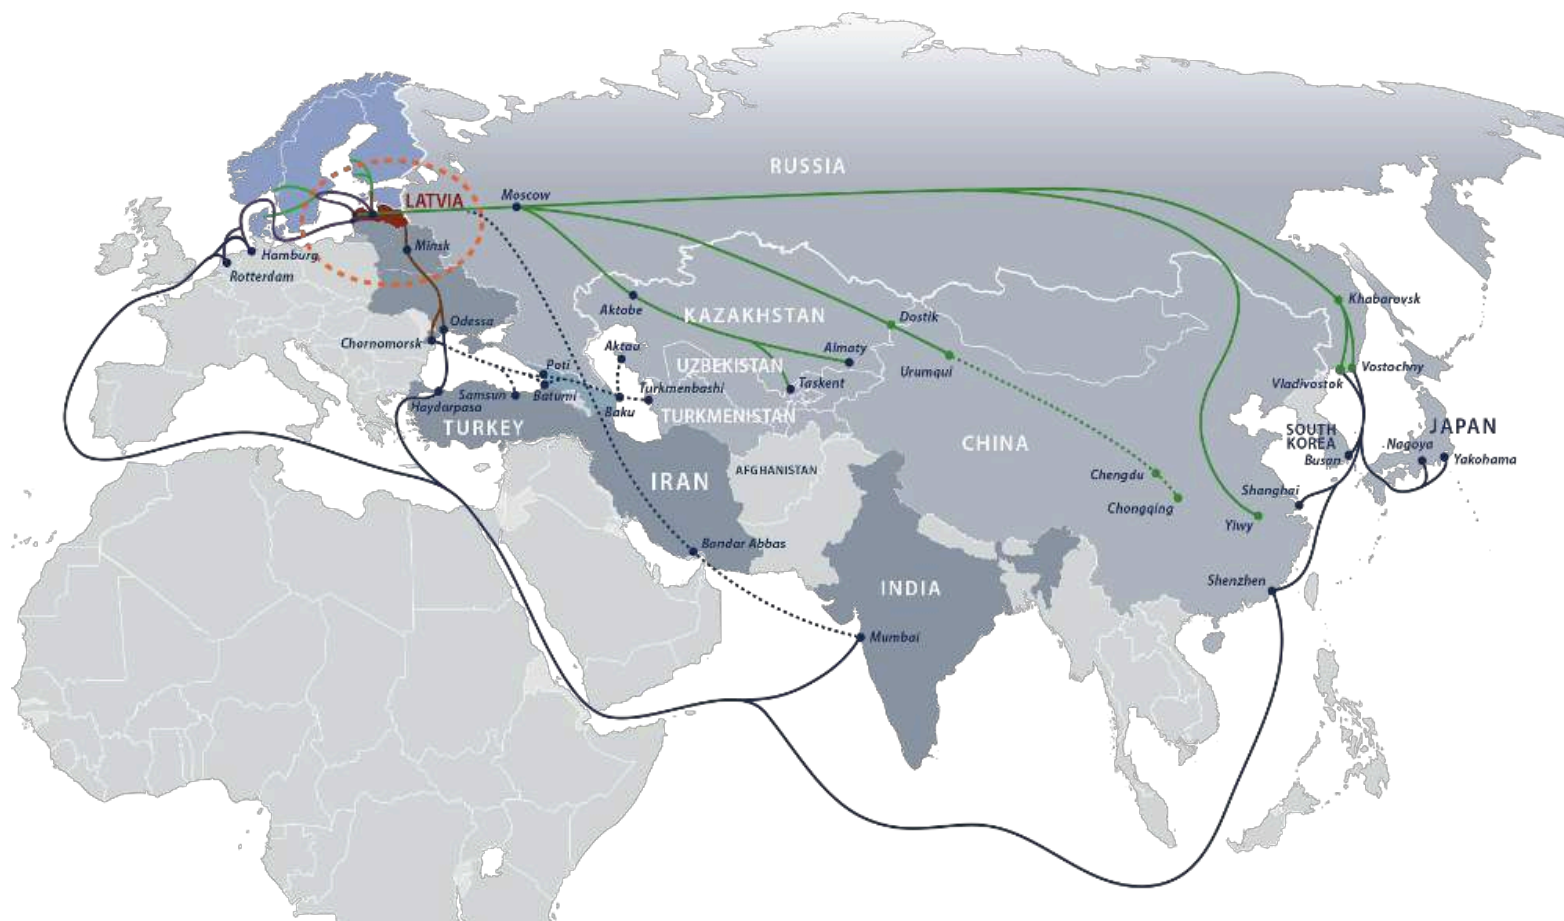 RUSSIA
LATVIA
Moscow
Minsk
Hamburg
Rotterdam
Khabarovsk
Aktobe
KAZAKHSTAN
Dostik
Odessa
Chornomorsk
Aktau
Almaty
Urumqui
UZBEKISTAN
Poti
Vostochny
Vladivostok
Taskent
Turkmenbashi
Samsun
Batumi
Haydarpasa
Baku
TURKMENISTAN
TURKEY
CHINA
SOUTH
KOREA
JAPAN
Nagoya
Busan
Yakohama
AFGHANISTAN
IRAN
Chengdu
Shanghai
Chongqing
Yiwy
Bandar Abbas
Shenzhen
INDIA
Mumbai